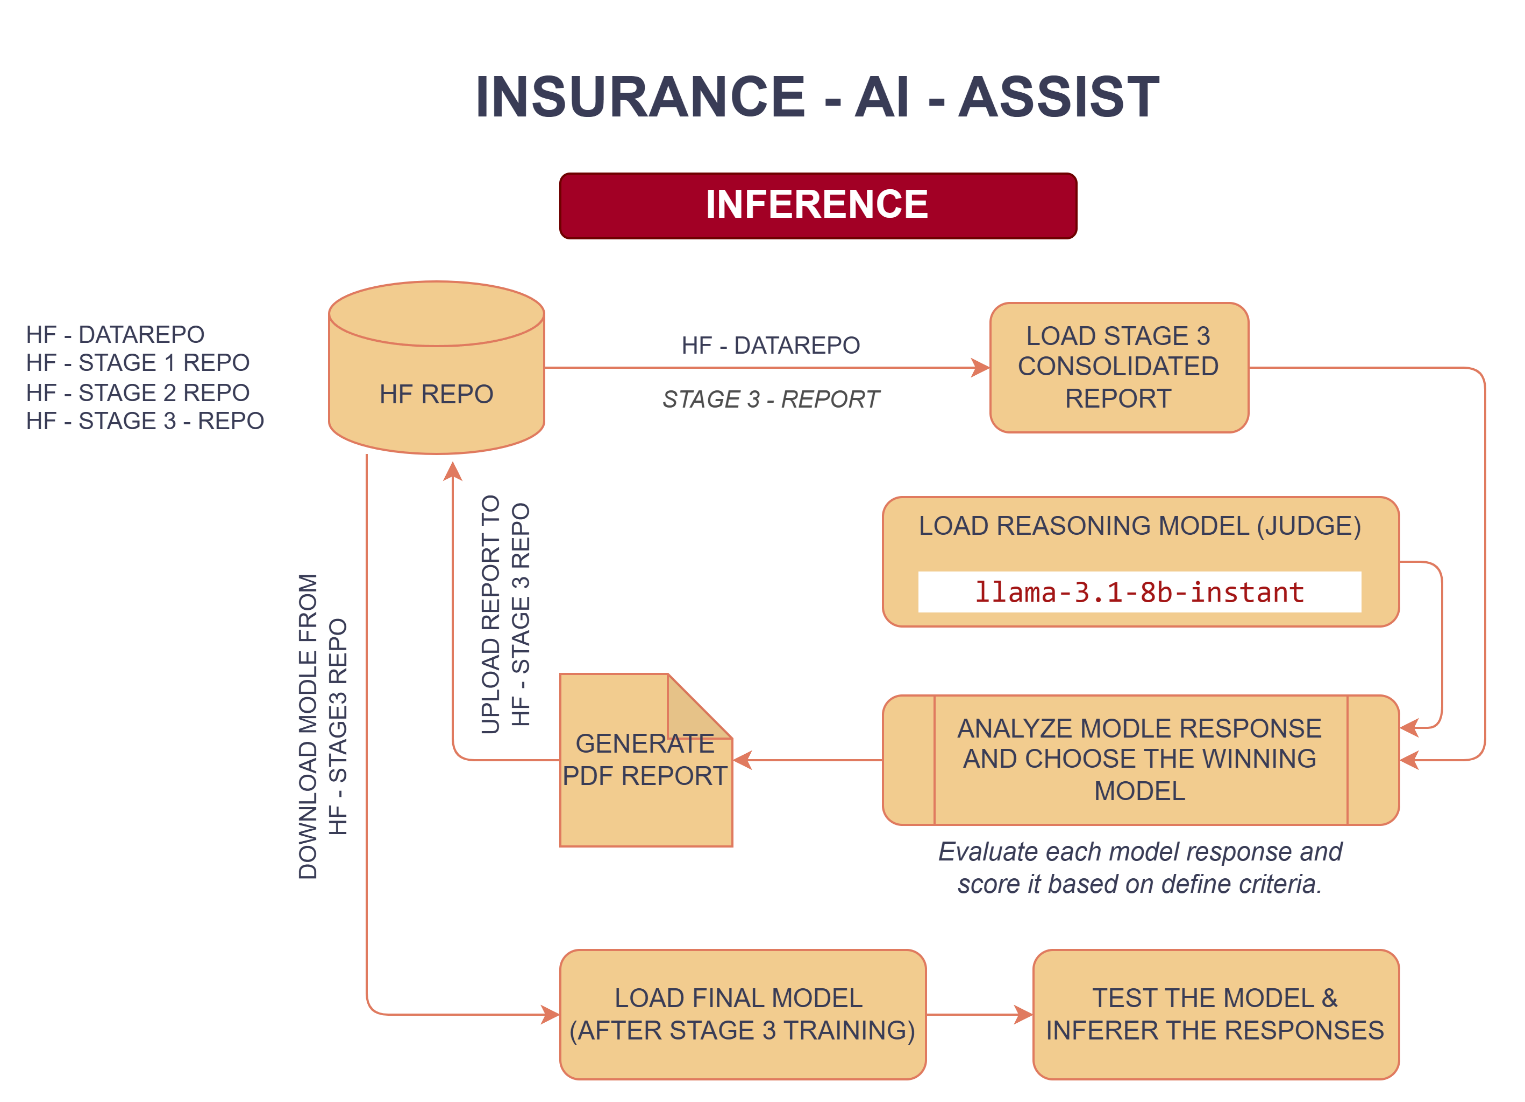 INSURANCE - AI - ASSIST
INFERENCE
HF - DATAREPO
HF - STAGE 1 REPO
HF - STAGE 2 REPO
HF - STAGE 3 - REPO
HF REPO
HF - DATAREPO
STAGE 3 - REPORT
LOAD STAGE 3
CONSOLIDATED
REPORT
LOAD REASONING MODEL (JUDGE)
llama-3.1-8b-instant
UPLOAD REPORT TO
HF - STAGE 3 REPO
DOWNLOAD MODLE FROM
HF - STAGE3 REPO
GENERATE
PDF REPORT
ANALYZE MODLE RESPONSE
AND CHOOSE THE WINNING
MODEL
Evaluate each model response and
score it based on define criteria.
LOAD FINAL MODEL
(AFTER STAGE 3 TRAINING)
TEST THE MODEL &
INFERER THE RESPONSES